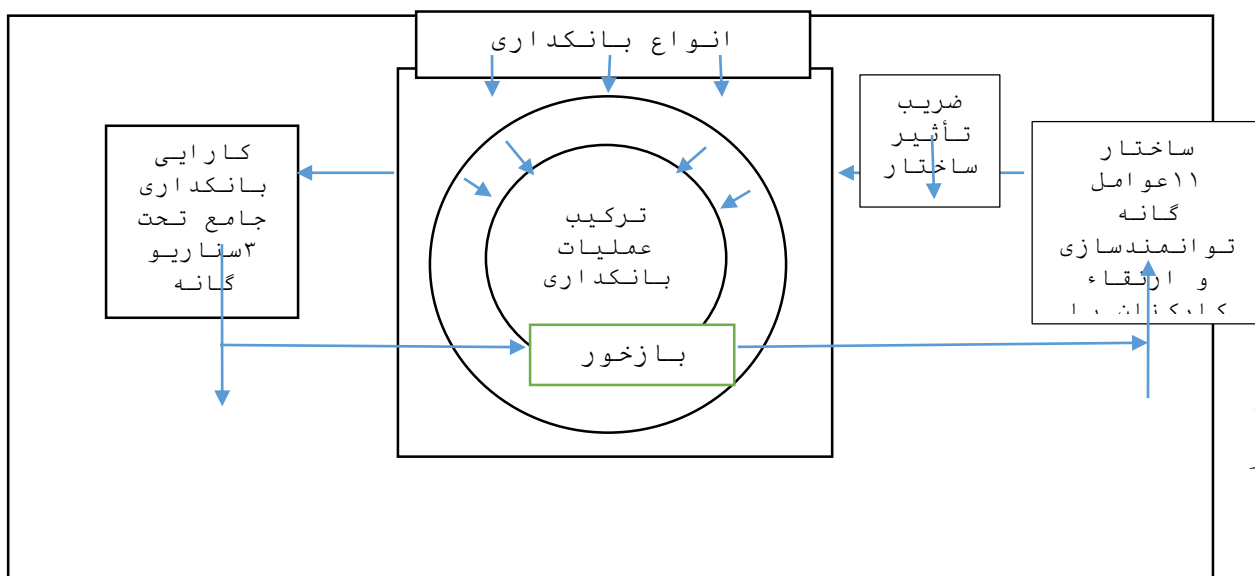 انواع بانکداری
ضریب
تأثیر
ساختار
ساختار
۱۱عوامل
گانه
توانمندسازی
و ارتقاء
کارایی
بانکداری
جامع تحت
۳سناریو
گانه
ترکیب
عملیات
بانکداری
بازخور